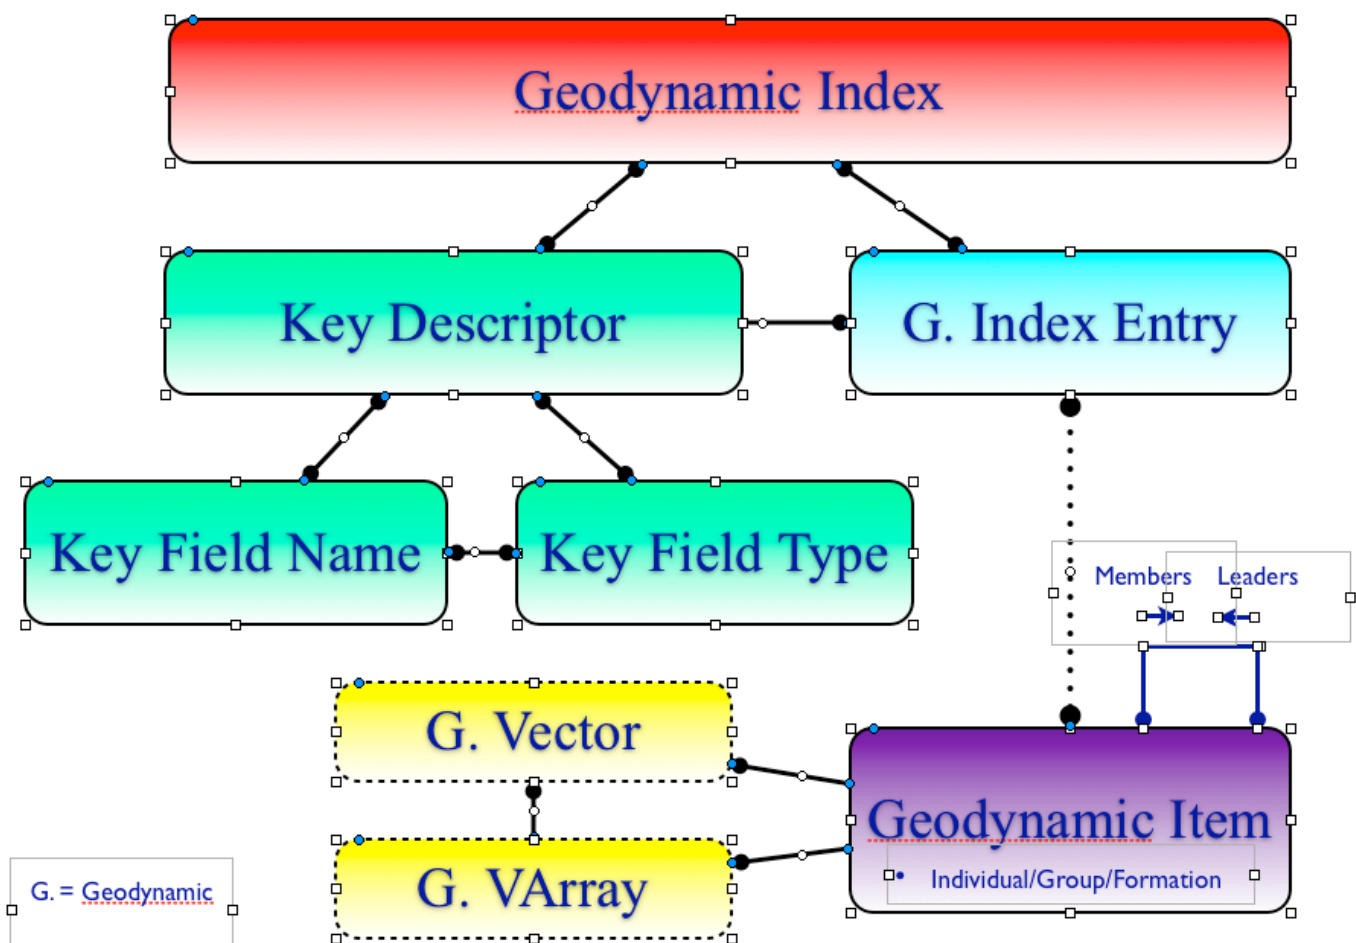 Geodynamic Index
Key Descriptor
G. Index Entry
Key Field Name
Key Field Type
Members
Leaders
G. Vector
Geodynamic Item
• Individual/Group/Formation
G. VArray
G. = Geodynamic